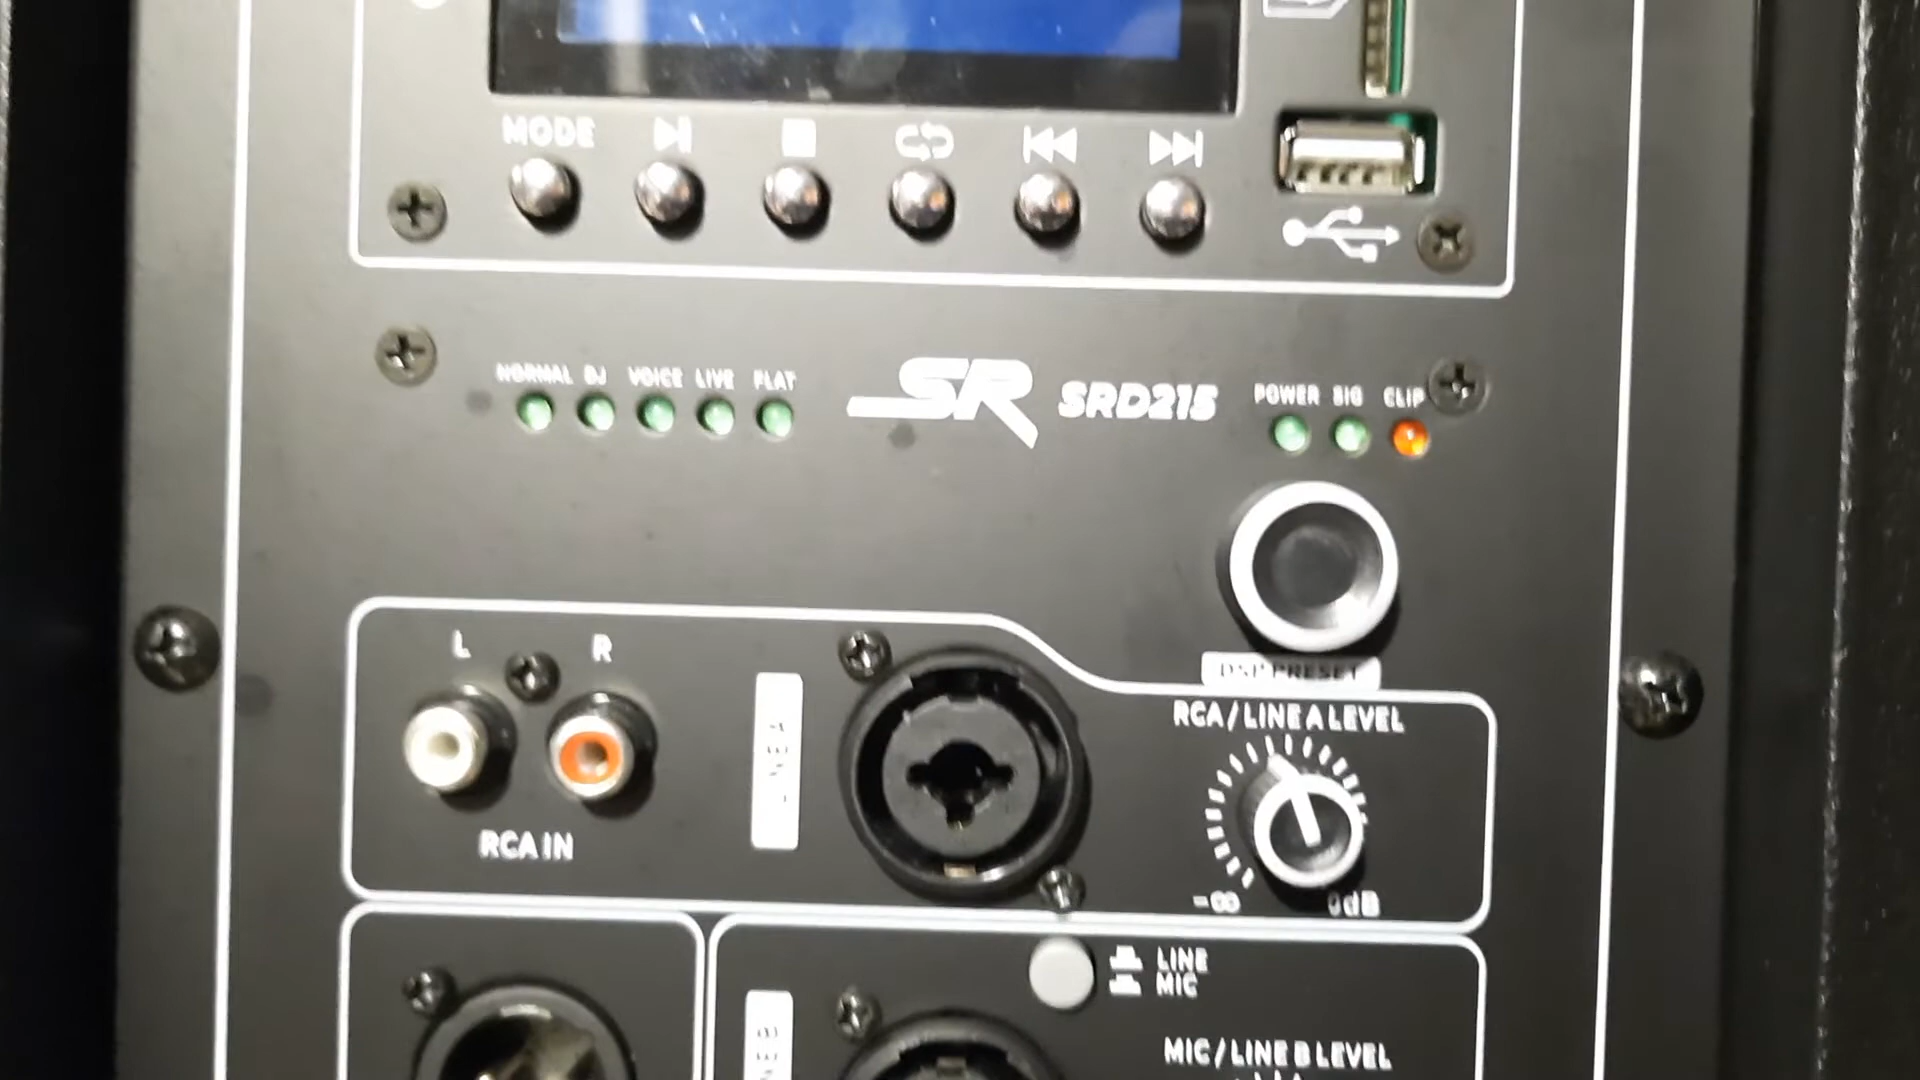 MODE
NORMAL DJ VOICE LIVE FLAT
SR SRD215
POWER SIG CLIP
DSP PRESET
L R
RCA IN
RCA / LINE A LEVEL
-∞ 0dB
LINE
MIC
MIC / LINE B LEVEL